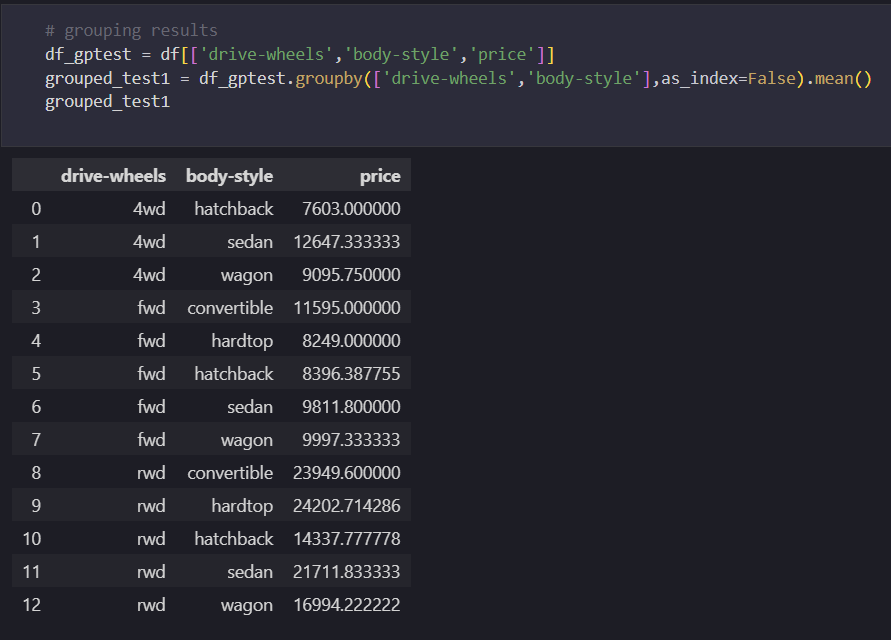 # grouping results
df_gptest = df[['drive-wheels','body-style','price']]
grouped_test1 = df_gptest.groupby(['drive-wheels','body-style'],as_index=False).mean()
grouped_test1
drive-wheels body-style price
0 4wd hatchback 7603.000000
1 4wd sedan 12647.333333
2 4wd wagon 9095.750000
3 fwd convertible 11595.000000
4 fwd hardtop 8249.000000
5 fwd hatchback 8396.387755
6 fwd sedan 9811.800000
7 fwd wagon 9997.333333
8 rwd convertible 23949.600000
9 rwd hardtop 24202.714286
10 rwd hatchback 14337.777778
11 rwd sedan 21711.833333
12 rwd wagon 16994.222222